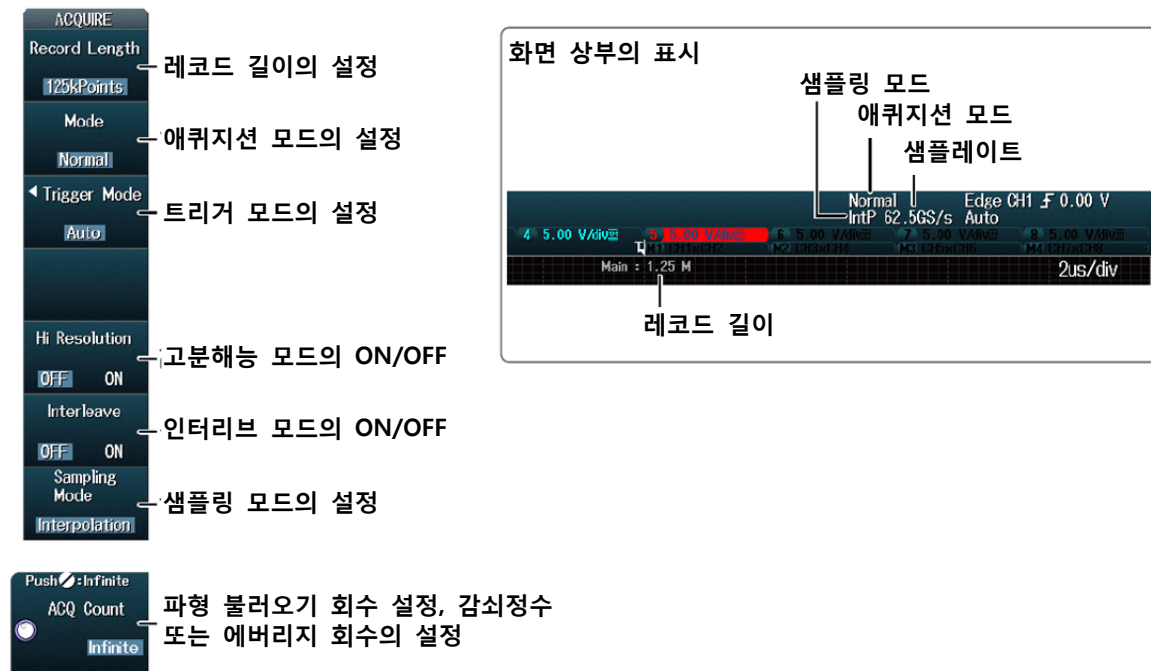 ACQUIRE
Record Length
125kPoints
레코드 길이의 설정
Mode
Normal
애퀴지션 모드의 설정
Trigger Mode
Auto
트리거 모드의 설정
Hi Resolution
OFF ON
고분해능 모드의 ON/OFF
Interleave
OFF ON
인터리브 모드의 ON/OFF
Sampling
Mode
Interpolation
샘플링 모드의 설정
Push:Infinite
ACQ Count
Infinite
파형 불러오기 회수 설정, 감쇠정수
또는 에버리지 회수의 설정
화면 상부의 표시
샘플링 모드
애퀴지션 모드
샘플레이트
Normal Edge CH1 0.00 V
IntP 62.5GS/s Auto
4 5.00 V/div 5 5.00 V/div 6 5.00 V/div 7 5.00 V/div 8 5.00 V/div
M1 CH1xCH2 M2 CH3xCH4 M3 CH5xCH6 M4 CH7xCH8
Main : 1.25 M 2us/div
레코드 길이